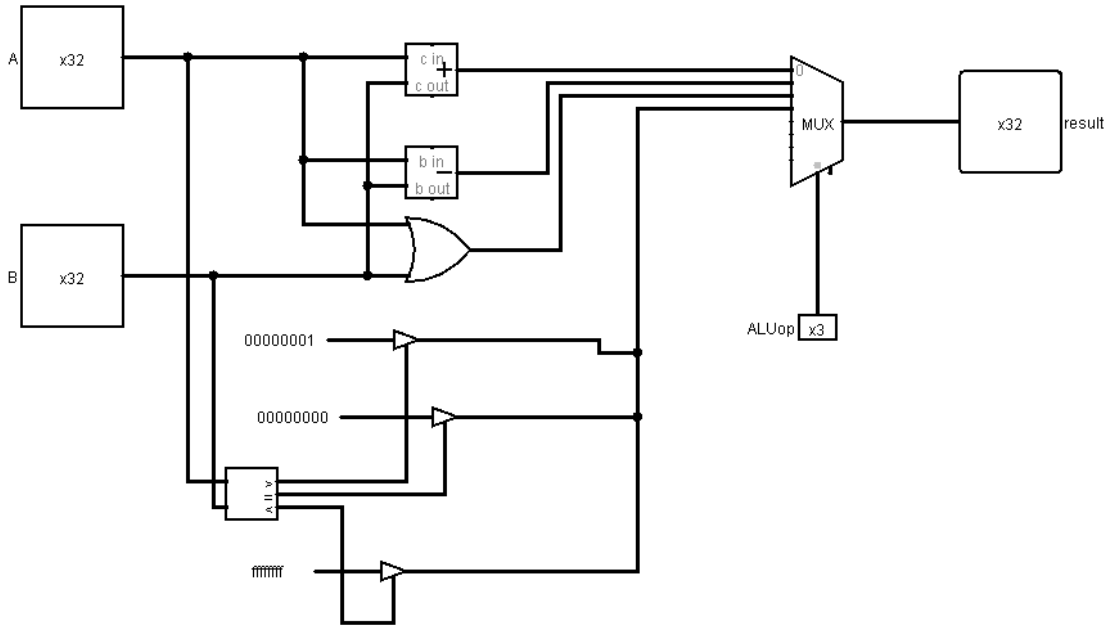 A
x32
c in
+
c out
0
MUX
x32
result
b in
−
b out
B
x32
ALUop
x3
00000001
00000000
>
=
<
ffffffff